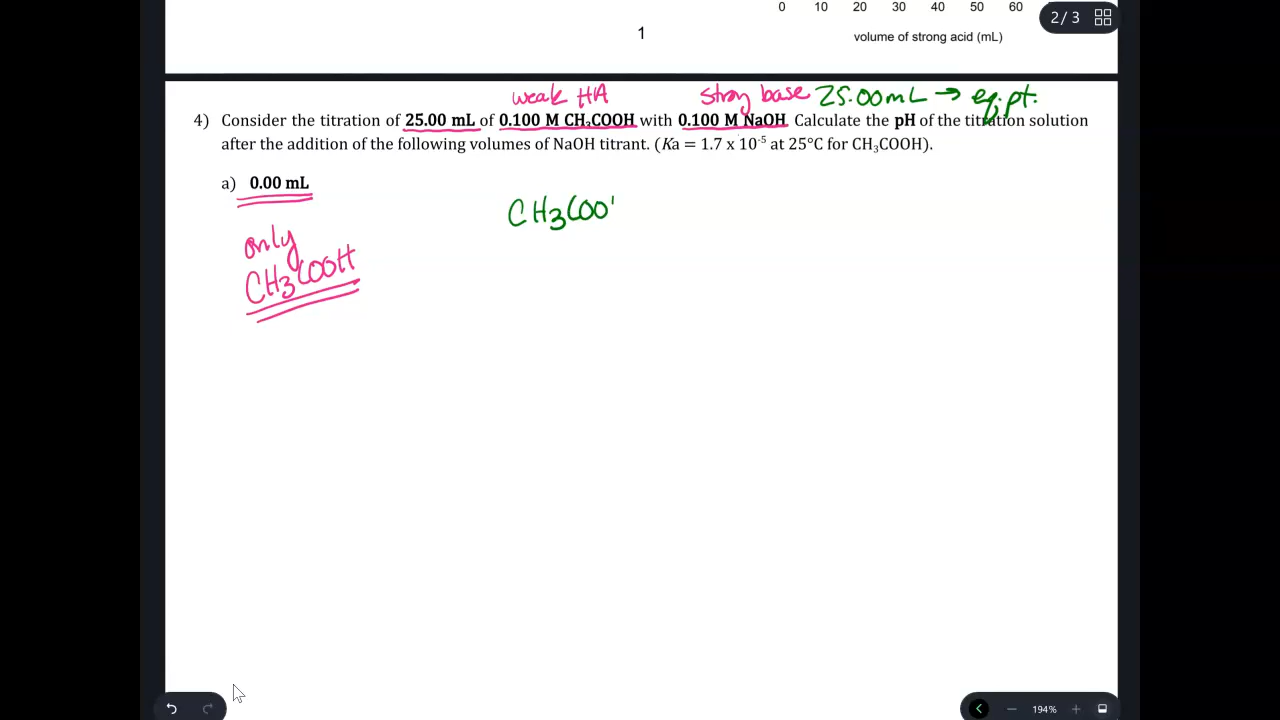 0 10 20 30 40 50 60
2 / 3
1
volume of strong acid (mL)
weak HA strong base 25.00mL → eq. pt.
4) Consider the titration of 25.00 mL of 0.100 M CH₃COOH with 0.100 M NaOH. Calculate the pH of the titration solution
after the addition of the following volumes of NaOH titrant. (Ka = 1.7 x 10⁻⁵ at 25°C for CH₃COOH).
a) 0.00 mL
CH₃COO
only
CH₃COOH
194%